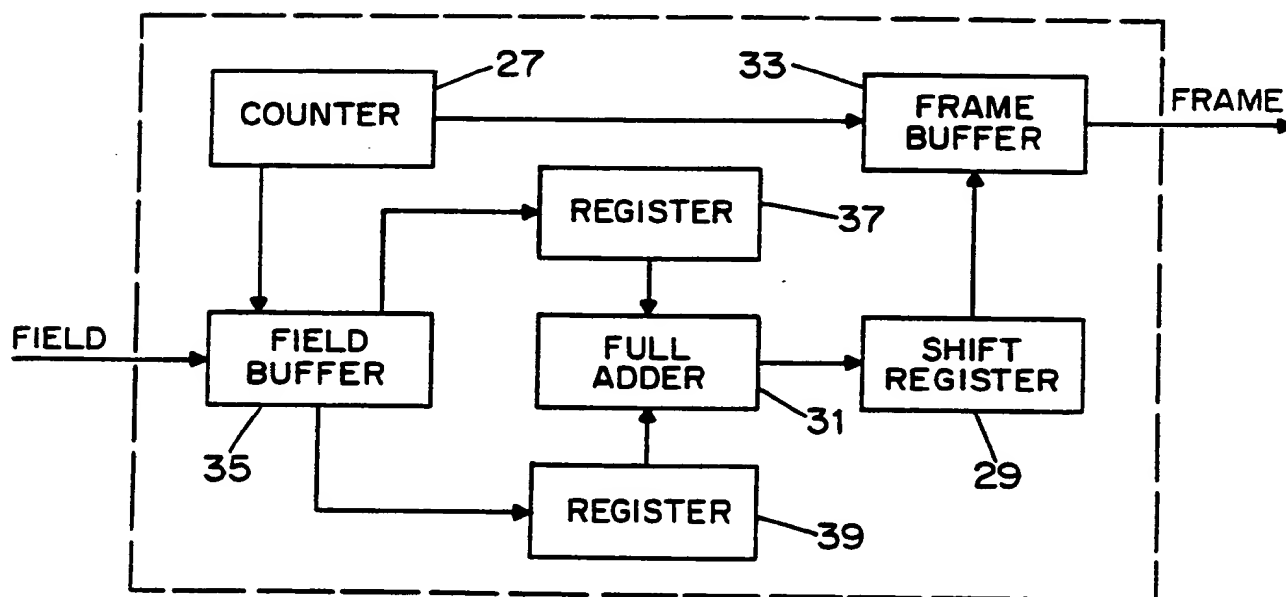 27
COUNTER
33
FRAME
BUFFER
FRAME
REGISTER
37
FIELD
FIELD
BUFFER
35
FULL
ADDER
31
SHIFT
REGISTER
29
REGISTER
39